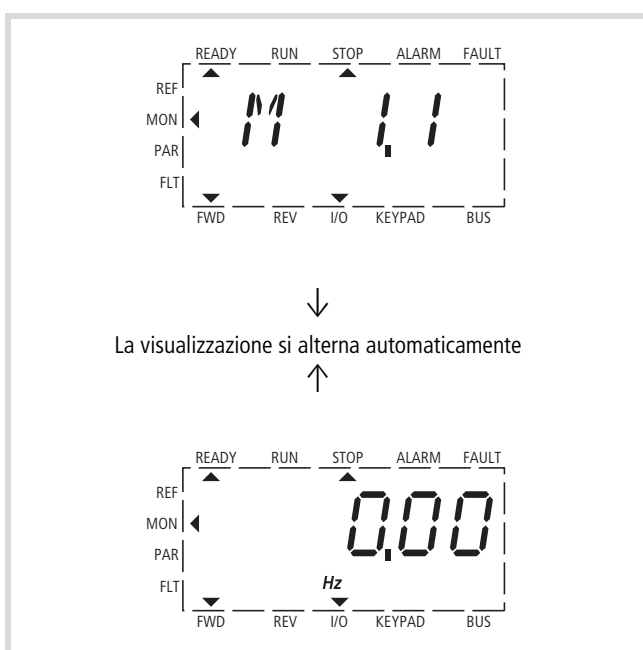 READY RUN STOP ALARM FAULT
REF
MON M 1.1
PAR
FLT
FWD REV I/O KEYPAD BUS
La visualizzazione si alterna automaticamente
READY RUN STOP ALARM FAULT
REF
MON 0.00
PAR
FLT Hz
FWD REV I/O KEYPAD BUS